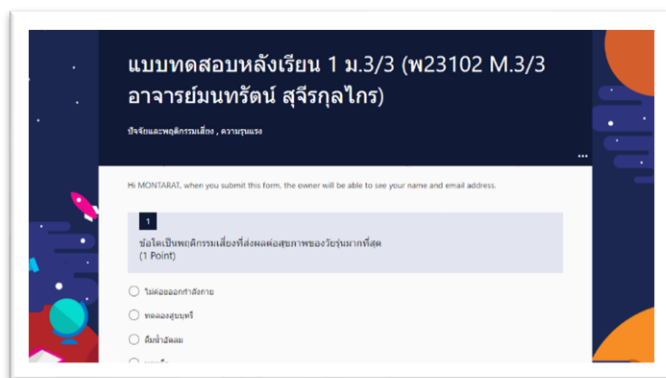 แบบทดสอบหลังเรียน 1 ม.3/3 (พ23102 M.3/3
อาจารย์มนทรัตน์ สุจีรกุลไกร)
ปัจจัยและพฤติกรรมเสี่ยง , ความรุนแรง
...
Hi MONTARAT, when you submit this form, the owner will be able to see your name and email address.
1
ข้อใดเป็นพฤติกรรมเสี่ยงที่ส่งผลต่อสุขภาพของวัยรุ่นมากที่สุด
(1 Point)
ไม่ค่อยออกกำลังกาย
ทดลองสูบบุหรี่
ดื่มน้ำอัดลม